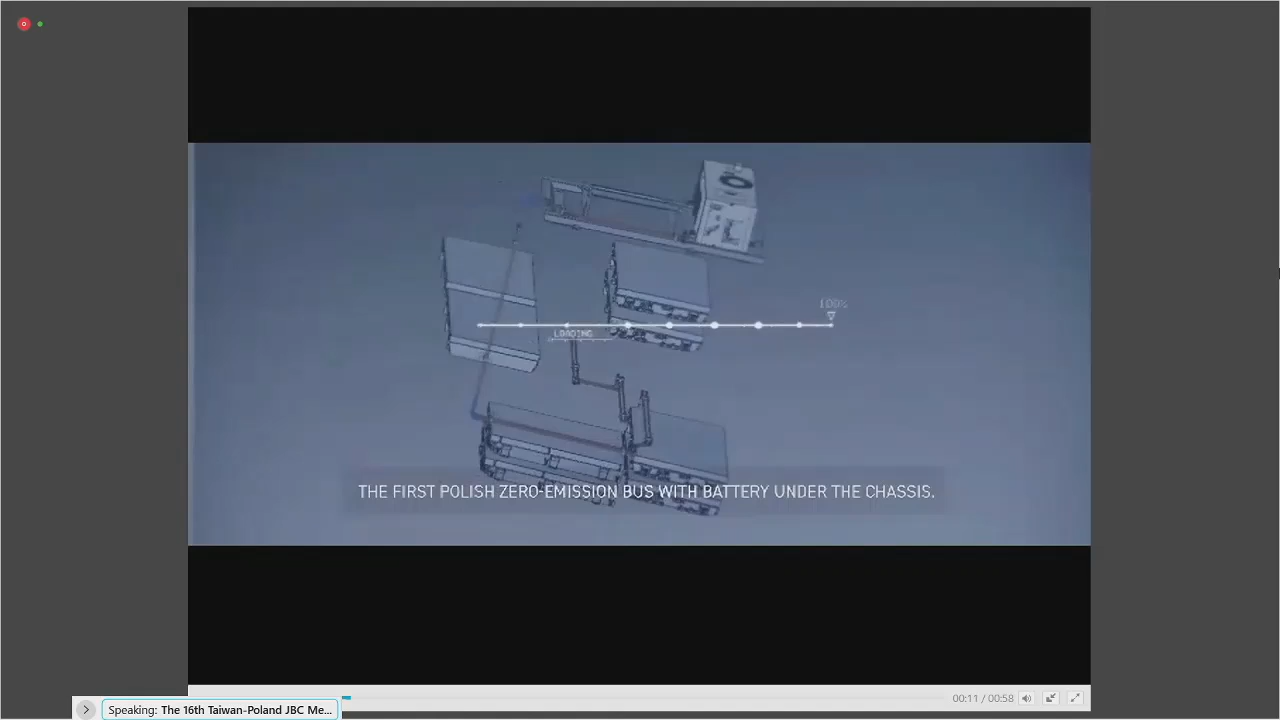 100%
LOADING
THE FIRST POLISH ZERO-EMISSION BUS WITH BATTERY UNDER THE CHASSIS.
00:11 / 00:58
Speaking: The 16th Taiwan-Poland JBC Me...